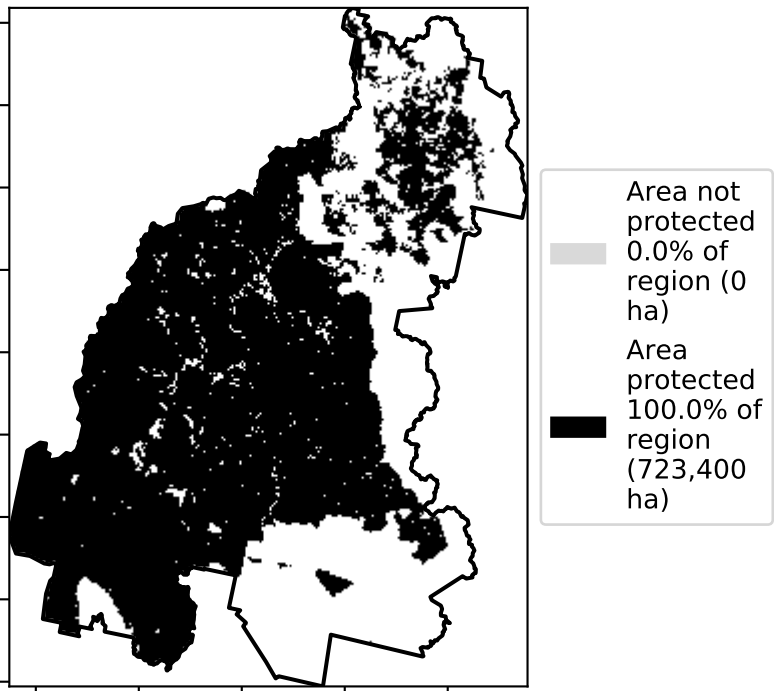 Area not
protected
0.0% of
region (0
ha)
Area
protected
100.0% of
region
(723,400
ha)